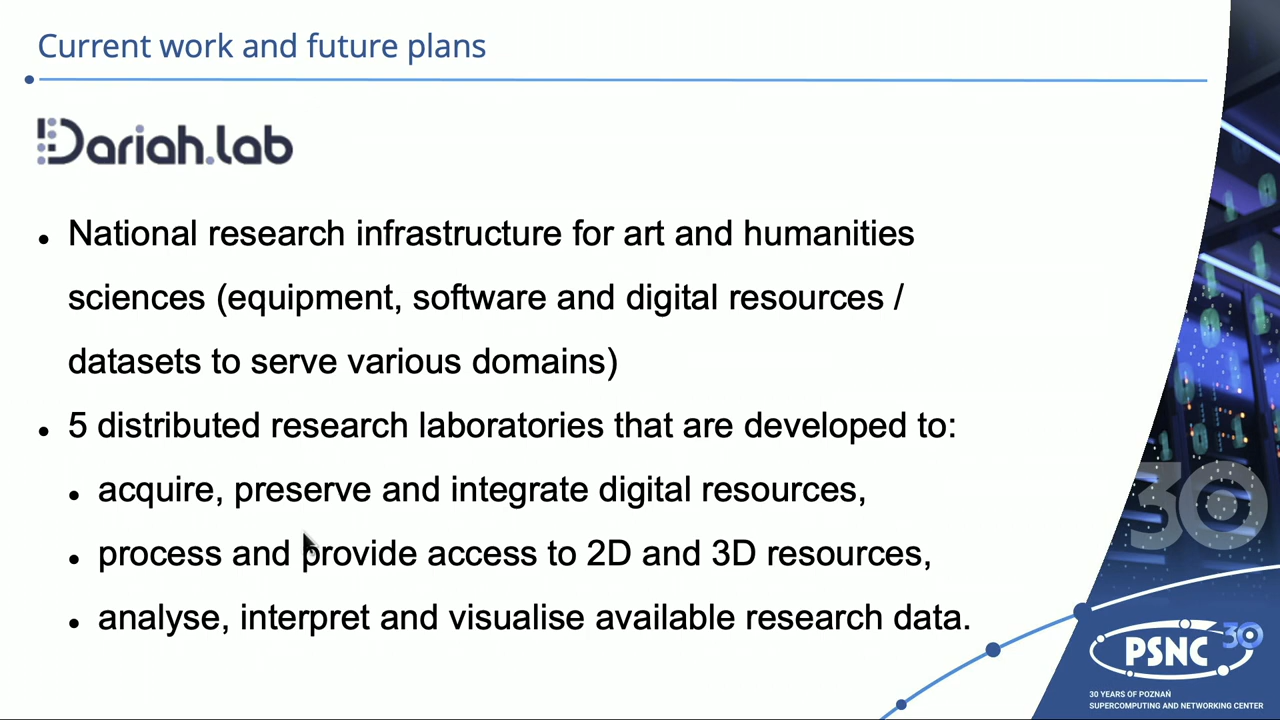 Current work and future plans
Dariah.lab
National research infrastructure for art and humanities
sciences (equipment, software and digital resources /
datasets to serve various domains)
5 distributed research laboratories that are developed to:
acquire, preserve and integrate digital resources,
process and provide access to 2D and 3D resources,
analyse, interpret and visualise available research data.
30
PSNC 30
30 YEARS OF POZNAŃ
SUPERCOMPUTING AND NETWORKING CENTER